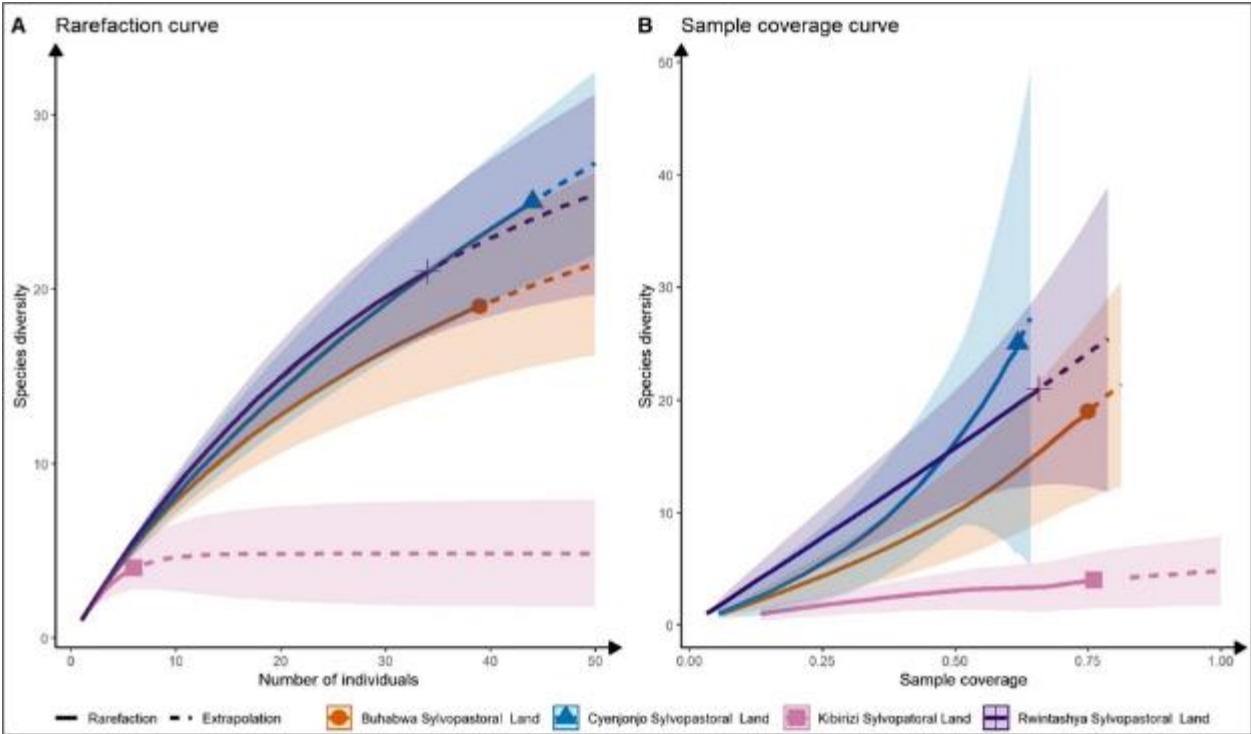 A Rarefaction curve
30
20
10
0
Species diversity
0 10 20 30 40 50
Number of individuals
B Sample coverage curve
50
40
30
20
10
0
Species diversity
0.00 0.25 0.50 0.75 1.00
Sample coverage
Rarefaction Extrapolation Buhabwa Sylvopastoral Land Cyenjonjo Sylvopastoral Land Kibirizi Sylvopatoral Land Rwintashya Sylvopastoral Land